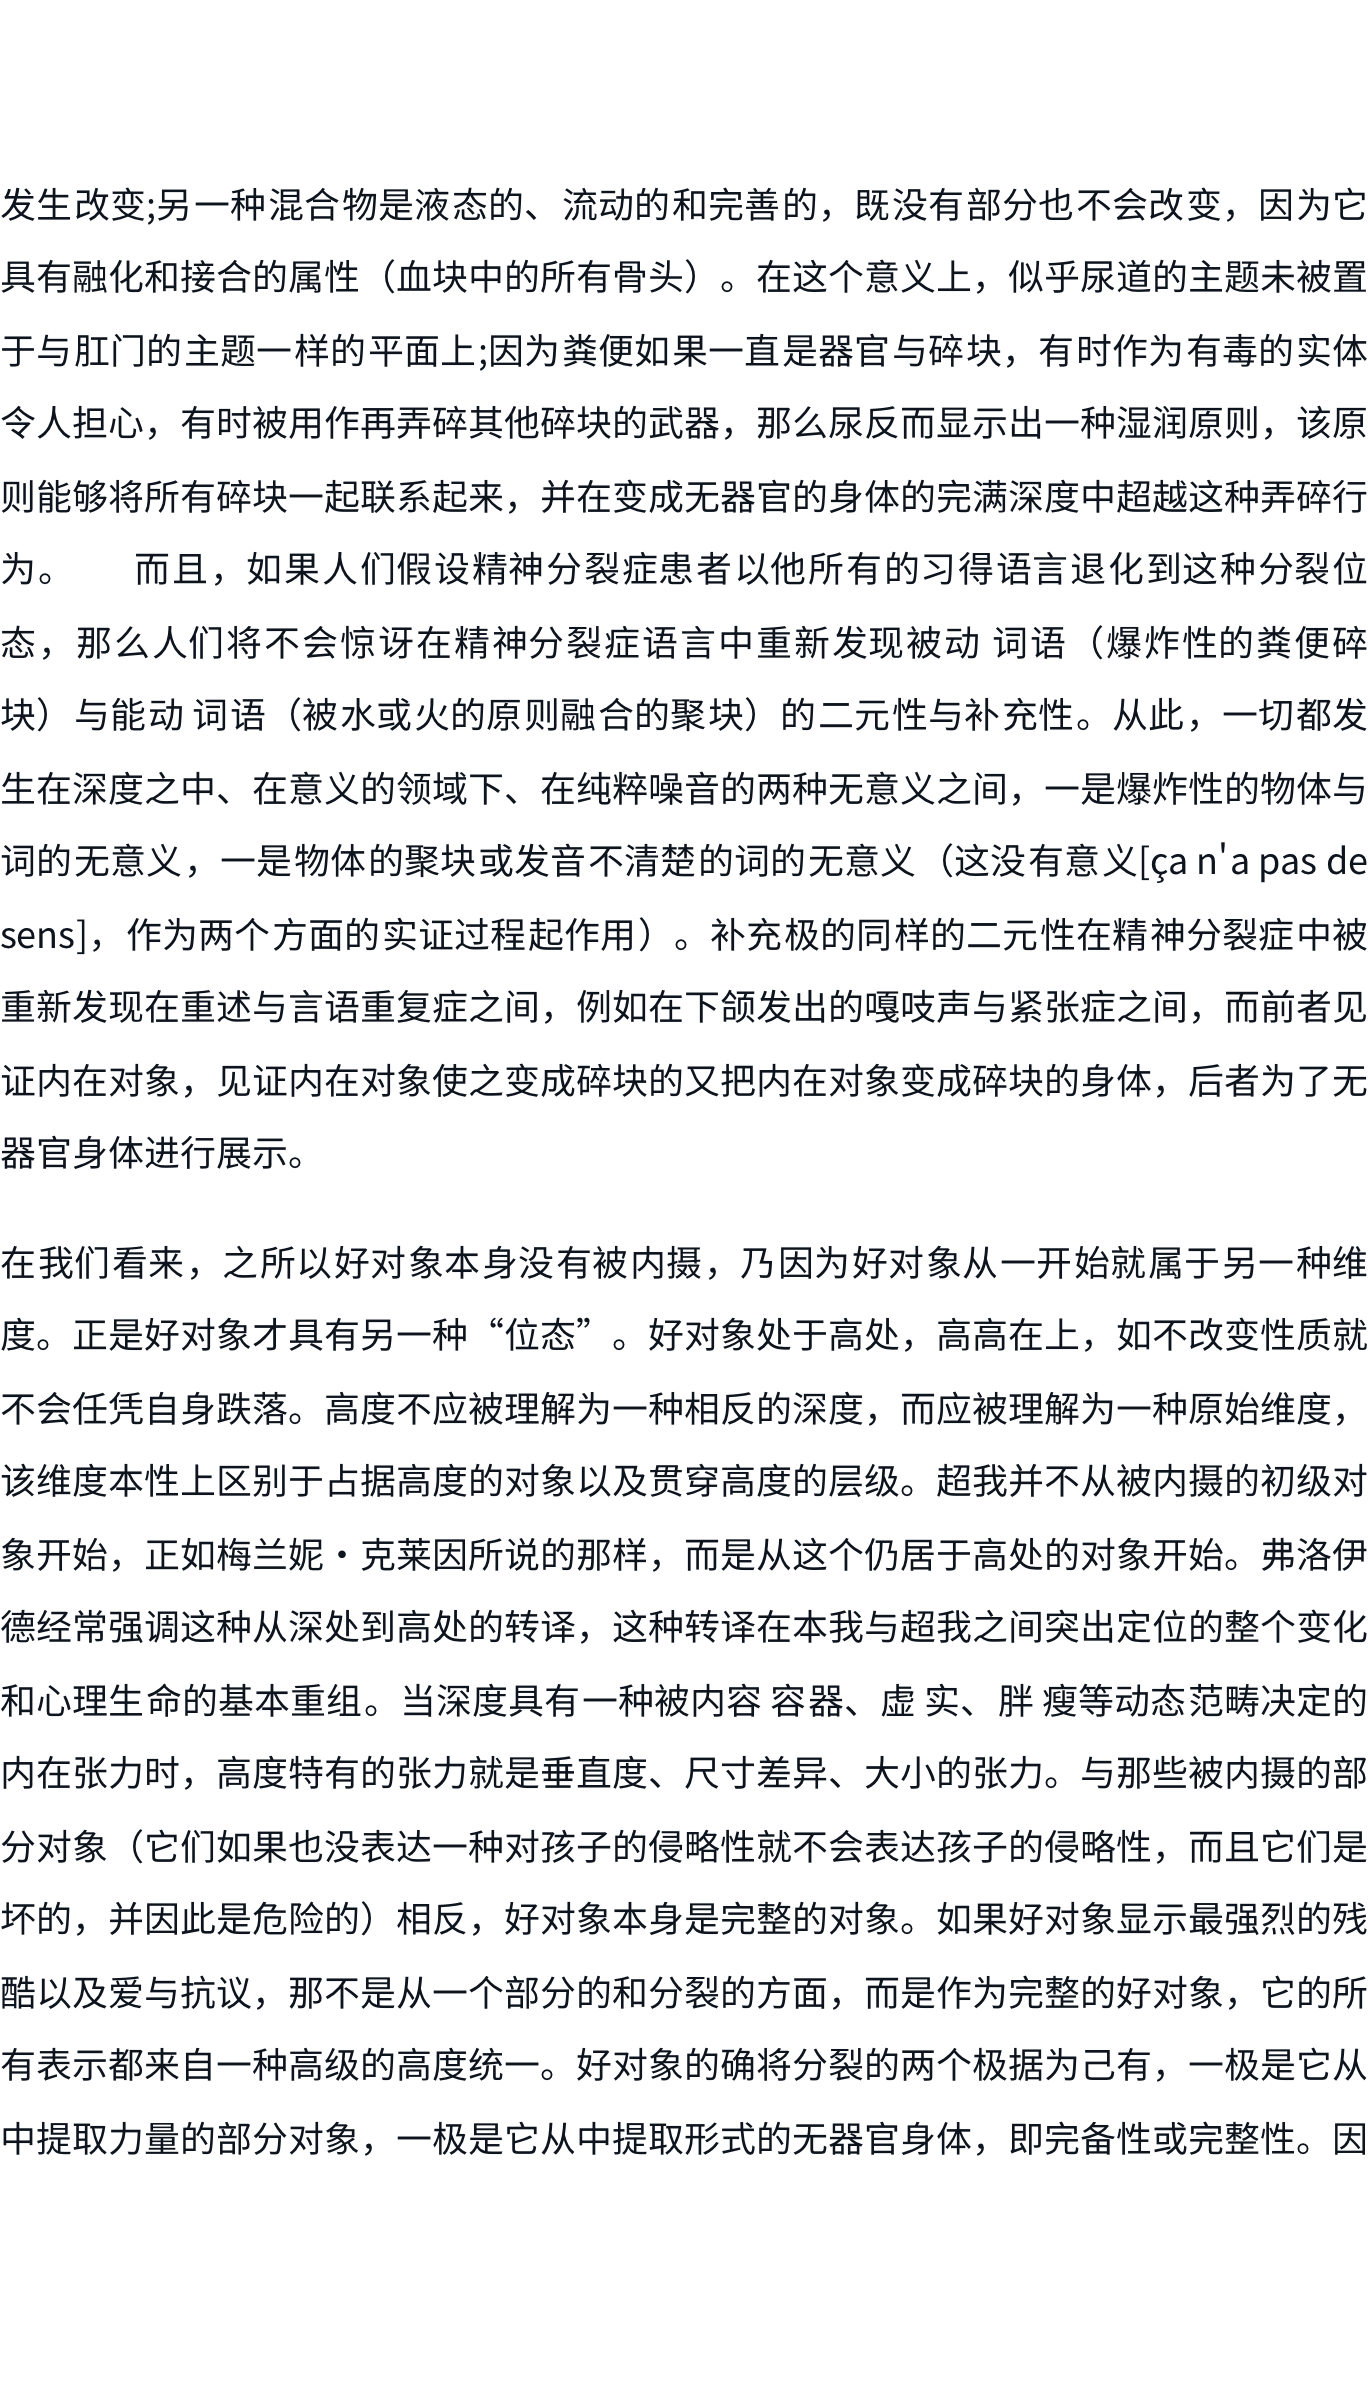 发生改变;另一种混合物是液态的、流动的和完善的，既没有部分也不会改变，因为它
具有融化和接合的属性（血块中的所有骨头）。在这个意义上，似乎尿道的主题未被置
于与肛门的主题一样的平面上;因为粪便如果一直是器官与碎块，有时作为有毒的实体
令人担心，有时被用作再弄碎其他碎块的武器，那么尿反而显示出一种湿润原则，该原
则能够将所有碎块一起联系起来，并在变成无器官的身体的完满深度中超越这种弄碎行
为。　　而且，如果人们假设精神分裂症患者以他所有的习得语言退化到这种分裂位
态，那么人们将不会惊讶在精神分裂症语言中重新发现被动 词语（爆炸性的粪便碎
块）与能动 词语（被水或火的原则融合的聚块）的二元性与补充性。从此，一切都发
生在深度之中、在意义的领域下、在纯粹噪音的两种无意义之间，一是爆炸性的物体与
词的无意义，一是物体的聚块或发音不清楚的词的无意义（这没有意义[ça n'a pas de
sens]，作为两个方面的实证过程起作用）。补充极的同样的二元性在精神分裂症中被
重新发现在重述与言语重复症之间，例如在下颌发出的嘎吱声与紧张症之间，而前者见
证内在对象，见证内在对象使之变成碎块的又把内在对象变成碎块的身体，后者为了无
器官身体进行展示。
在我们看来，之所以好对象本身没有被内摄，乃因为好对象从一开始就属于另一种维
度。正是好对象才具有另一种“位态”。好对象处于高处，高高在上，如不改变性质就
不会任凭自身跌落。高度不应被理解为一种相反的深度，而应被理解为一种原始维度，
该维度本性上区别于占据高度的对象以及贯穿高度的层级。超我并不从被内摄的初级对
象开始，正如梅兰妮·克莱因所说的那样，而是从这个仍居于高处的对象开始。弗洛伊
德经常强调这种从深处到高处的转译，这种转译在本我与超我之间突出定位的整个变化
和心理生命的基本重组。当深度具有一种被内容 容器、虚 实、胖 瘦等动态范畴决定的
内在张力时，高度特有的张力就是垂直度、尺寸差异、大小的张力。与那些被内摄的部
分对象（它们如果也没表达一种对孩子的侵略性就不会表达孩子的侵略性，而且它们是
坏的，并因此是危险的）相反，好对象本身是完整的对象。如果好对象显示最强烈的残
酷以及爱与抗议，那不是从一个部分的和分裂的方面，而是作为完整的好对象，它的所
有表示都来自一种高级的高度统一。好对象的确将分裂的两个极据为己有，一极是它从
中提取力量的部分对象，一极是它从中提取形式的无器官身体，即完备性或完整性。因